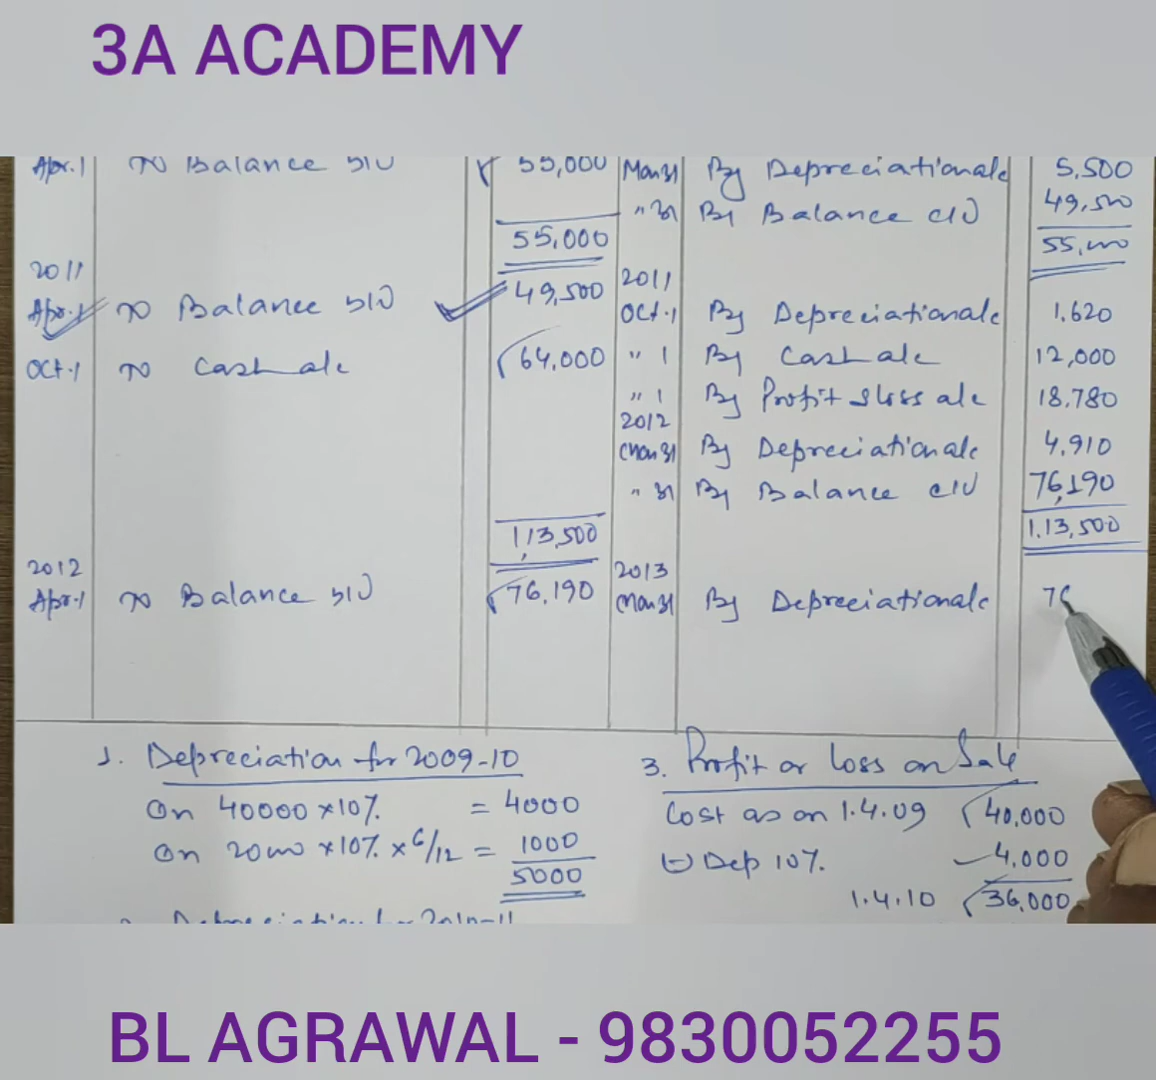 3A ACADEMY
Apr.1 To Balance b/d 55,000 Mar31 By Depreciation a/c 5,500
" 31 By Balance c/d 49,500
55,000 55,000
2011 2011
Apr.1 To Balance b/d 49,500 Oct.1 By Depreciation a/c 1,620
Oct.1 To Cash a/c 64,000 " 1 By Cash a/c 12,000
" 1 By Profit & loss a/c 18,780
2012
Mar31 By Depreciation a/c 4,910
" 31 By Balance c/d 76,190
1,13,500 1,13,500
2012 2013
Apr.1 To Balance b/d 76,190 Mar31 By Depreciation a/c 76
1. Depreciation for 2009-10
On 40000 x 10% = 4000
On 20000 x 10% x 6/12 = 1000
5000
3. Profit or Loss on Sale
Cost as on 1.4.09 40,000
(-) Dep 10% 4,000
1.4.10 36,000
BL AGRAWAL - 9830052255